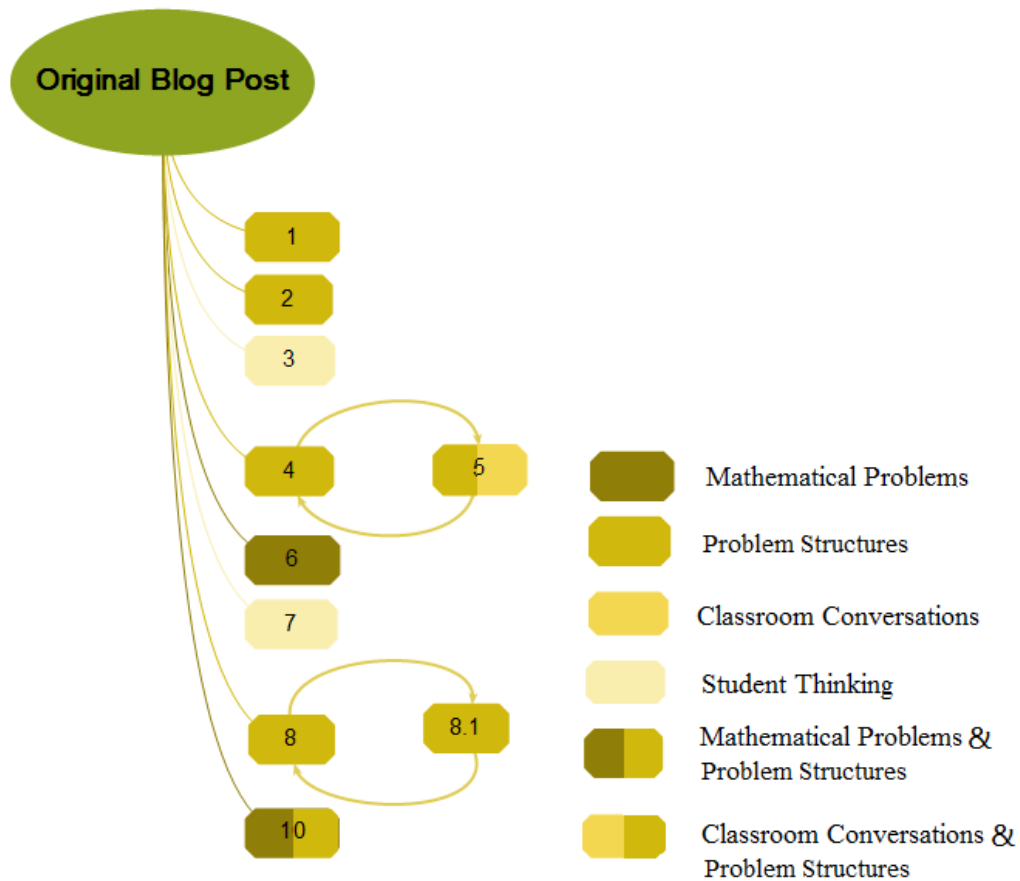 Original Blog Post
1
2
3
4
5
6
7
8
8.1
10
Mathematical Problems
Problem Structures
Classroom Conversations
Student Thinking
Mathematical Problems &
Problem Structures
Classroom Conversations &
Problem Structures